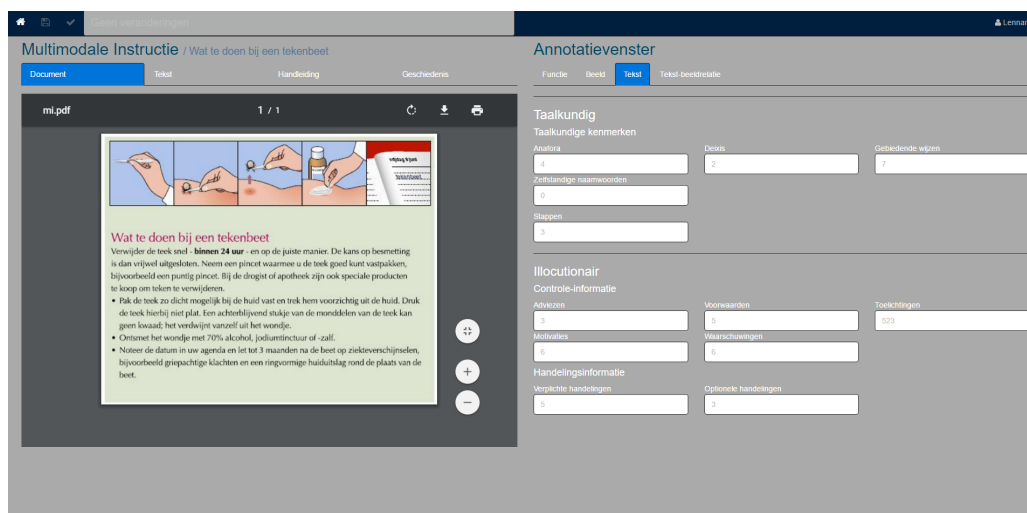 Geen veranderingen
Lennar
Multimodale Instructie / Wat te doen bij een tekenbeet
Document Tekst Handleiding Geschiedenis
mi.pdf 1 / 1
vrijdag 9 juni
tekenbeet
Wat te doen bij een tekenbeet
Verwijder de teek snel - binnen 24 uur - en op de juiste manier. De kans op besmetting
is dan vrijwel uitgesloten. Neem een pincet waarmee u de teek goed kunt vastpakken,
bijvoorbeeld een puntig pincet. Bij de drogist of apotheek zijn ook speciale producten
te koop om teken te verwijderen.
• Pak de teek zo dicht mogelijk bij de huid vast en trek hem voorzichtig uit de huid. Druk
de teek hierbij niet plat. Een achterblijvend stukje van de monddelen van de teek kan
geen kwaad; het verdwijnt vanzelf uit het wondje.
• Ontsmet het wondje met 70% alcohol, jodiumtinctuur of -zalf.
• Noteer de datum in uw agenda en let tot 3 maanden na de beet op ziekteverschijnselen,
bijvoorbeeld griepachtige klachten en een ringvormige huiduitslag rond de plaats van de
beet.
Annotatievenster
Functie Beeld Tekst Tekst-beeldrelatie
Taalkundig
Taalkundige kenmerken
Anafora Deixis Gebiedende wijzen
4 2 7
Zelfstandige naamwoorden
0
Stappen
3
Illocutionair
Controle-informatie
Adviezen Voorwaarden Toelichtingen
3 5 523
Motivaties Waarschuwingen
6 6
Handelingsinformatie
Verplichte handelingen Optionele handelingen
5 3